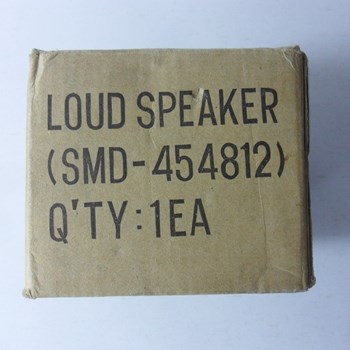 LOUD SPEAKER
(SMD-454812)
Q'TY:1EA